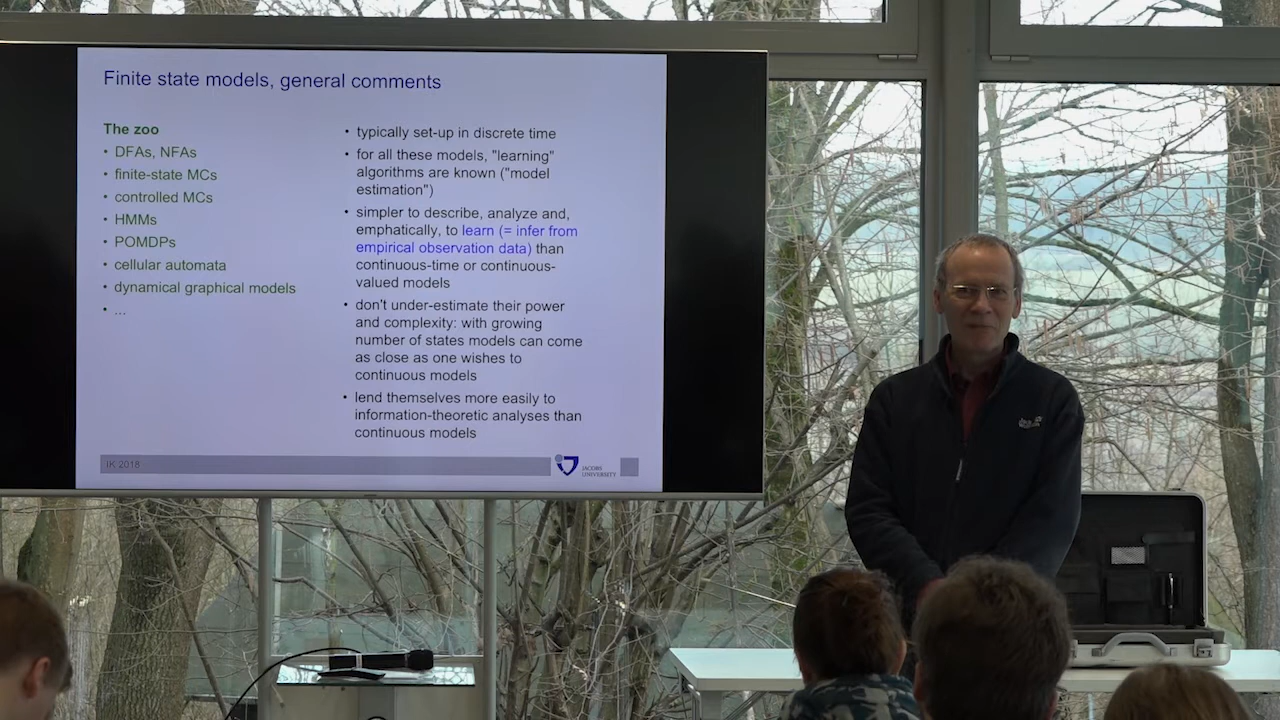 Finite state models, general comments
The zoo
• DFAs, NFAs
• finite-state MCs
• controlled MCs
• HMMs
• POMDPs
• cellular automata
• dynamical graphical models
• ...
• typically set-up in discrete time
• for all these models, "learning"
algorithms are known ("model
estimation")
• simpler to describe, analyze and,
emphatically, to learn (= infer from
empirical observation data) than
continuous-time or continuous-
valued models
• don't under-estimate their power
and complexity: with growing
number of states models can come
as close as one wishes to
continuous models
• lend themselves more easily to
information-theoretic analyses than
continuous models
IK 2018
JACOBS
UNIVERSITY